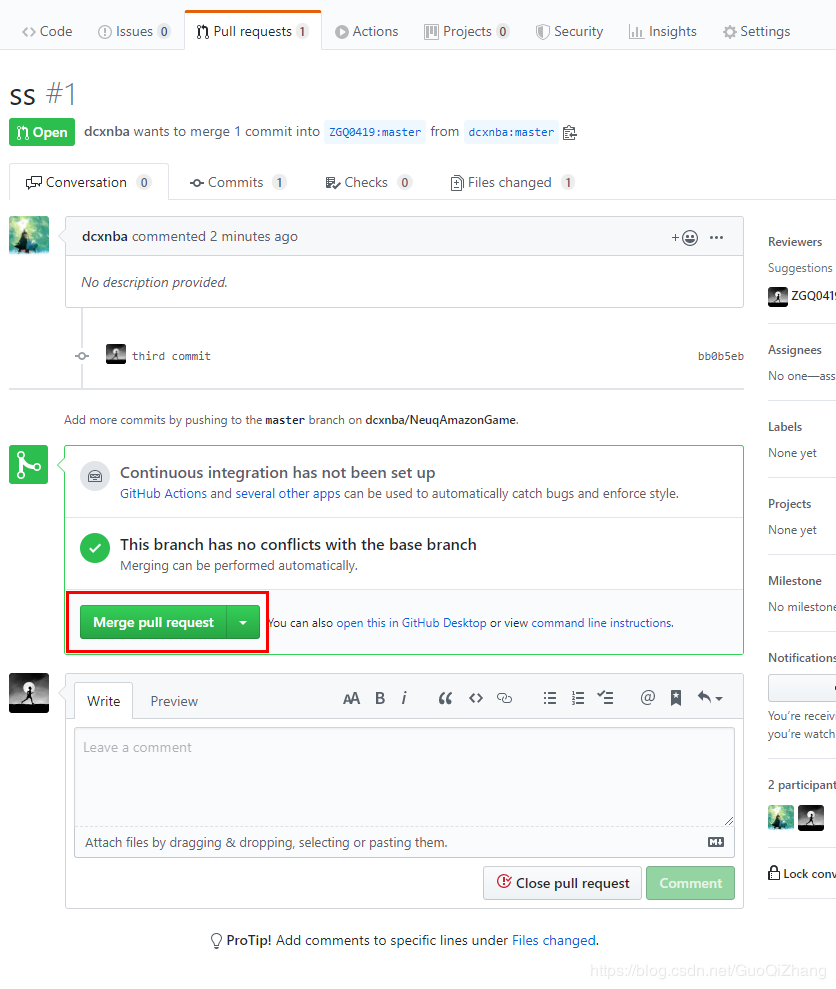 Code Issues 0 Pull requests 1 Actions Projects 0 Security Insights Settings
ss #1
Open dcxnba wants to merge 1 commit into ZGQ0419:master from dcxnba:master
Conversation 0 Commits 1 Checks 0 Files changed 1
dcxnba commented 2 minutes ago
No description provided.
third commit bb0b5eb
Add more commits by pushing to the master branch on dcxnba/NeuqAmazonGame.
Continuous integration has not been set up
GitHub Actions and several other apps can be used to automatically catch bugs and enforce style.
This branch has no conflicts with the base branch
Merging can be performed automatically.
Merge pull request You can also open this in GitHub Desktop or view command line instructions.
Write Preview AA B i
Leave a comment
Attach files by dragging & dropping, selecting or pasting them.
Close pull request Comment
ProTip! Add comments to specific lines under Files changed.
Reviewers
Suggestions
ZGQ041
Assignees
No one—ass
Labels
None yet
Projects
None yet
Milestone
No milestone
Notifications
You're receiv
you're watch
2 participant
Lock conv
https://blog.csdn.net/GuoQiZhang